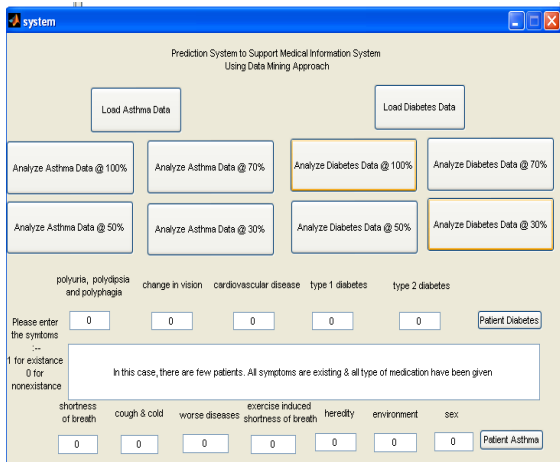 system
Prediction System to Support Medical Information System
Using Data Mining Approach
Load Asthma Data
Load Diabetes Data
Analyze Asthma Data @ 100%
Analyze Asthma Data @ 70%
Analyze Diabetes Data @ 100%
Analyze Diabetes Data @ 70%
Analyze Asthma Data @ 50%
Analyze Asthma Data @ 30%
Analyze Diabetes Data @ 50%
Analyze Diabetes Data @ 30%
polyuria, polydipsia
and polyphagia
change in vision
cardiovascular disease
type 1 diabetes
type 2 diabetes
Please enter
the symtoms
:--
1 for existance
0 for
nonexistance
0
0
0
0
0
Patient Diabetes
In this case, there are few patients. All symptoms are existing & all type of medication have been given
shortness
of breath
cough & cold
worse diseases
exercise induced
shortness of breath
heredity
environment
sex
0
0
0
0
0
0
0
Patient Asthma